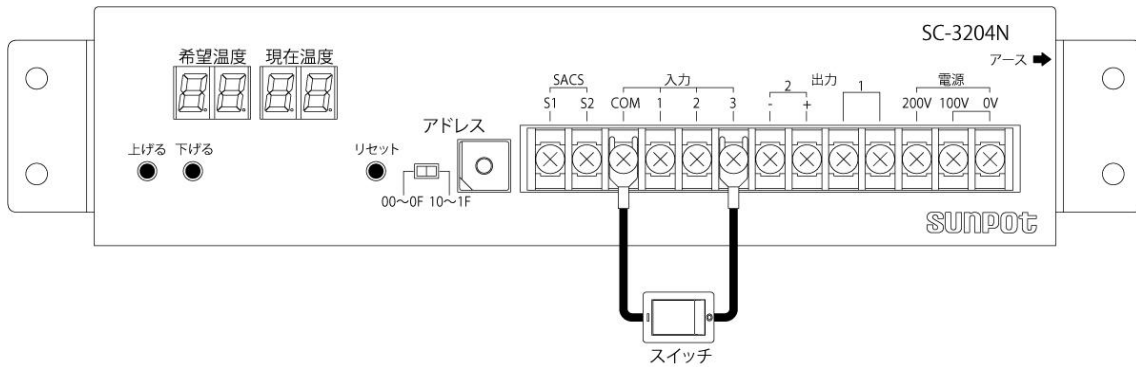 SC-3204N
アース
希望温度 現在温度
88 88
SACS 入力 2 出力 1 電源
S1 S2 COM 1 2 3 - + 200V 100V 0V
アドレス
上げる 下げる リセット
00〜0F 10〜1F
sunpot
スイッチ